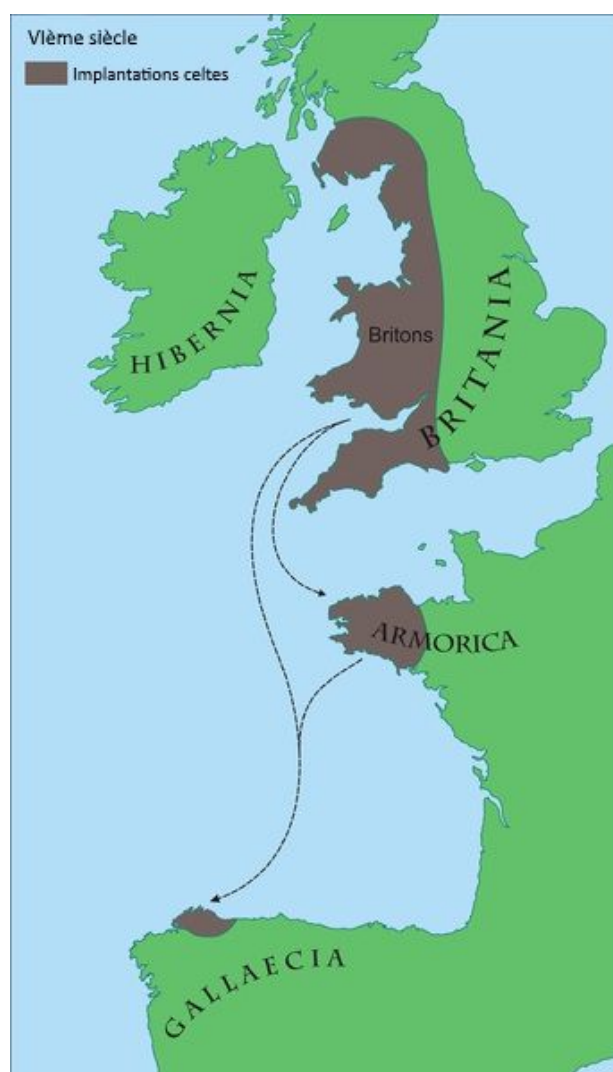 VIème siècle
Implantations celtes
HIBERNIA
Britons
BRITANIA
ARMORICA
GALLAECIA